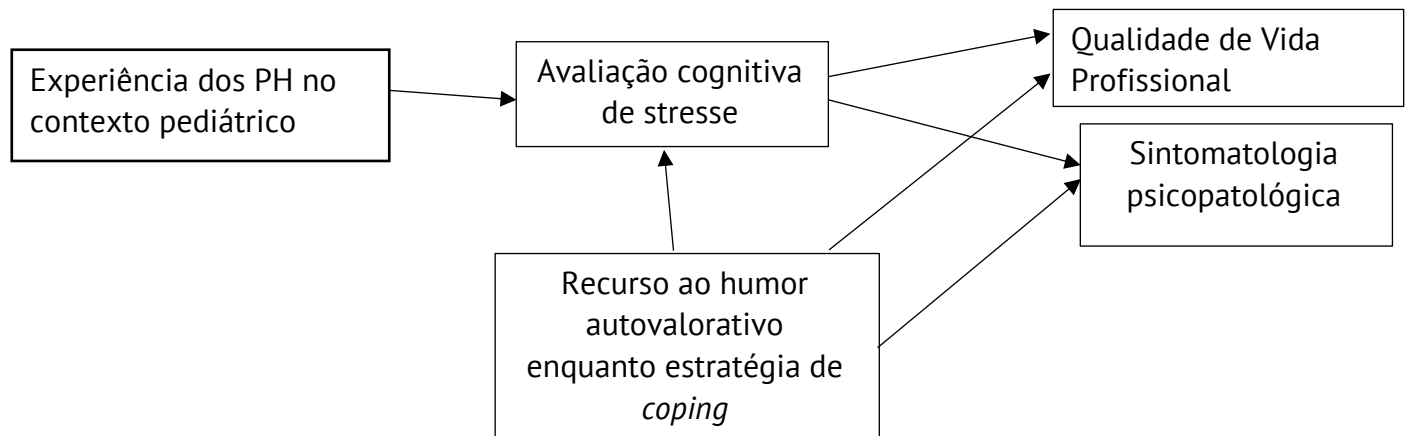 Experiência dos PH no
contexto pediátrico
Avaliação cognitiva
de stresse
Qualidade de Vida
Profissional
Sintomatologia
psicopatológica
Recurso ao humor
autovalorativo
enquanto estratégia de
coping